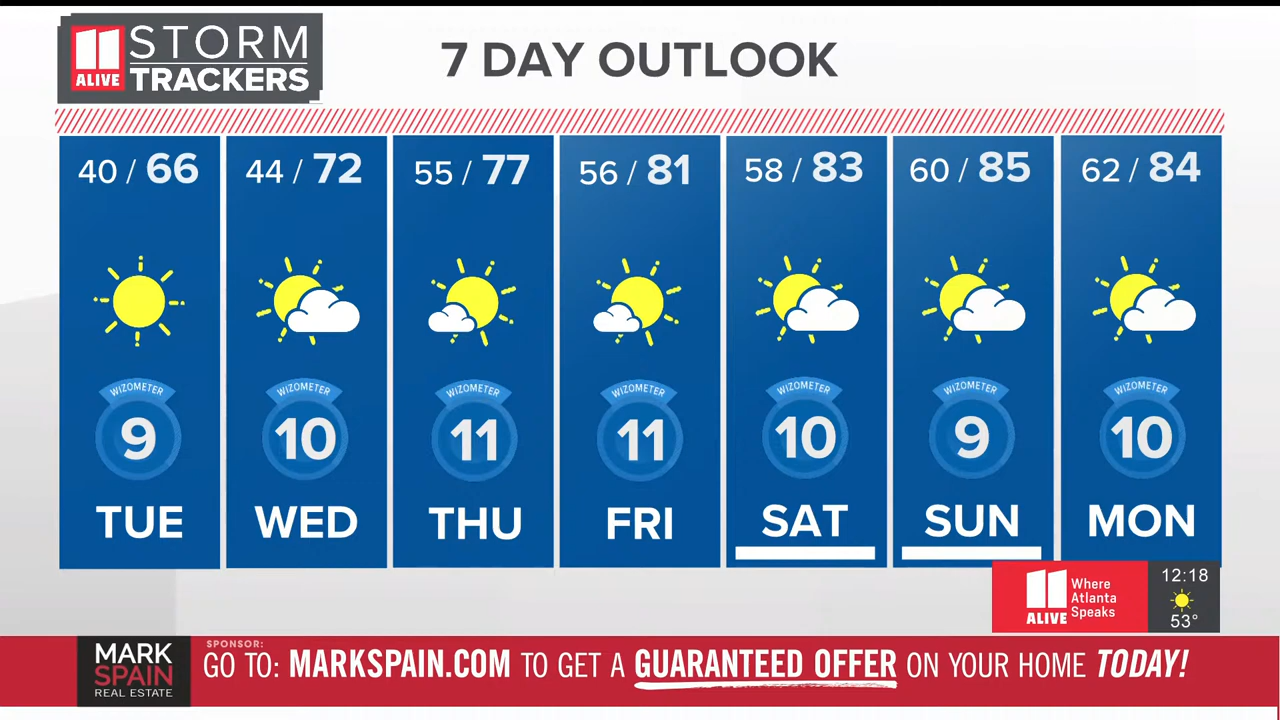 11 ALIVE
STORM
TRACKERS
7 DAY OUTLOOK
40 / 66
44 / 72
55 / 77
56 / 81
58 / 83
60 / 85
62 / 84
WIZOMETER
WIZOMETER
WIZOMETER
WIZOMETER
WIZOMETER
WIZOMETER
WIZOMETER
9
10
11
11
10
9
10
TUE
WED
THU
FRI
SAT
SUN
MON
11 ALIVE
Where
Atlanta
Speaks
12:18
53°
MARK
SPAIN
REAL ESTATE
SPONSOR:
GO TO: MARKSPAIN.COM TO GET A GUARANTEED OFFER ON YOUR HOME TODAY!